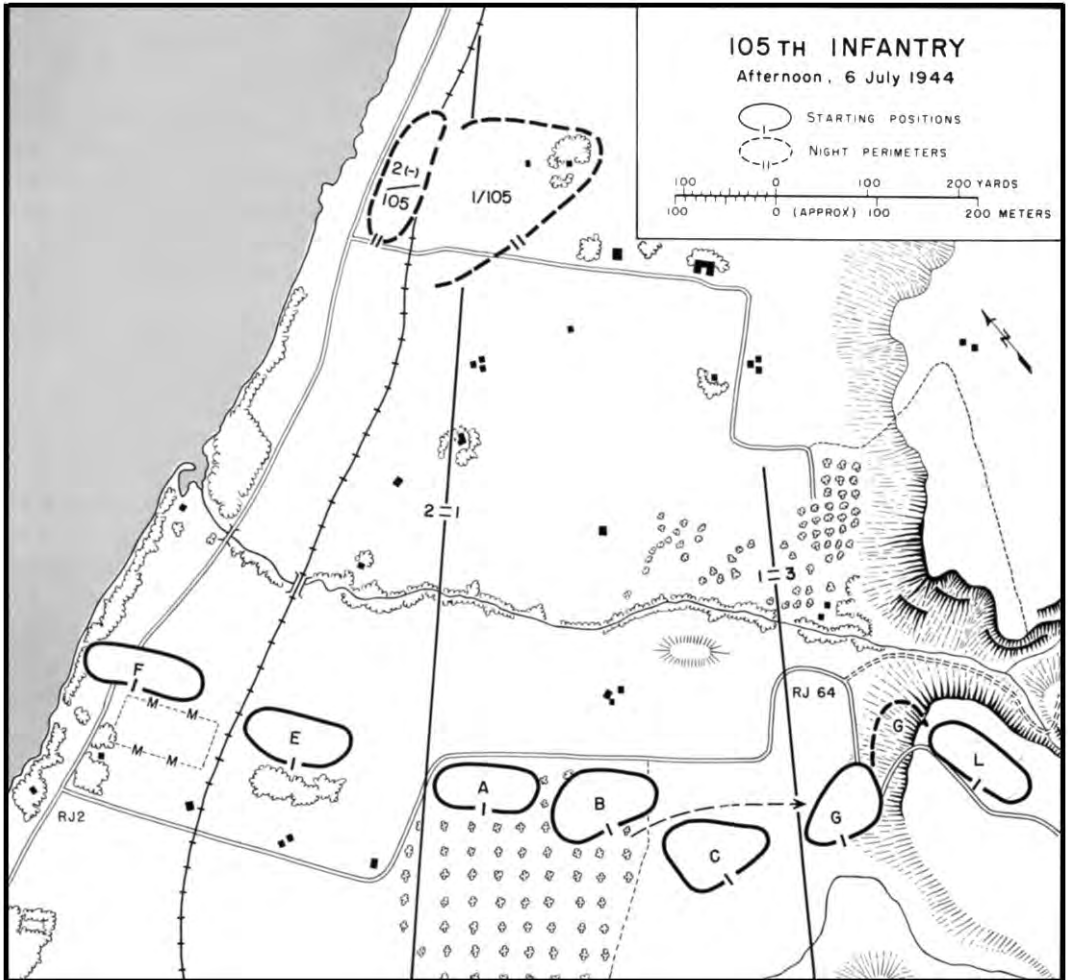 105TH INFANTRY
Afternoon, 6 July 1944
STARTING POSITIONS
NIGHT PERIMETERS
100 0 100 200 YARDS
100 0 (APPROX) 100 200 METERS
2(-)
105
1/105
N
2 = 1
1 = 3
F
M M
M M
E
RJ 64
G
L
A
B
G
C
RJ2